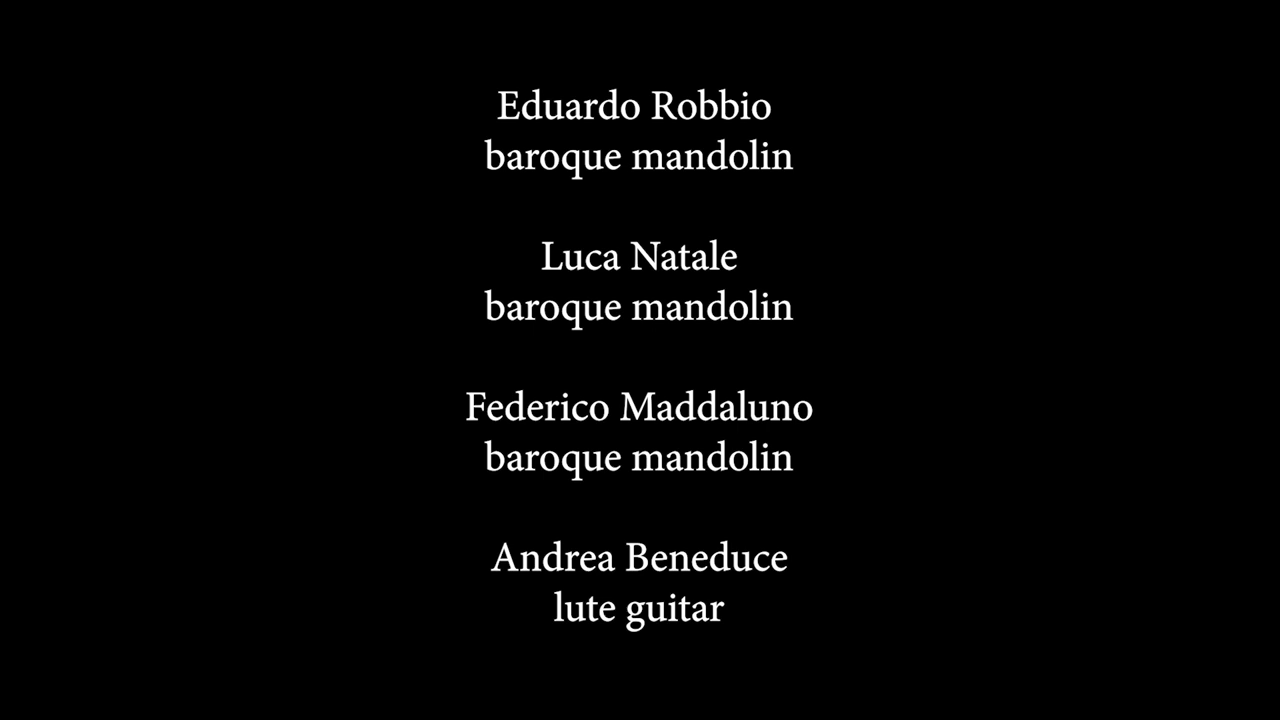 Eduardo Robbio
baroque mandolin
Luca Natale
baroque mandolin
Federico Maddaluno
baroque mandolin
Andrea Beneduce
lute guitar